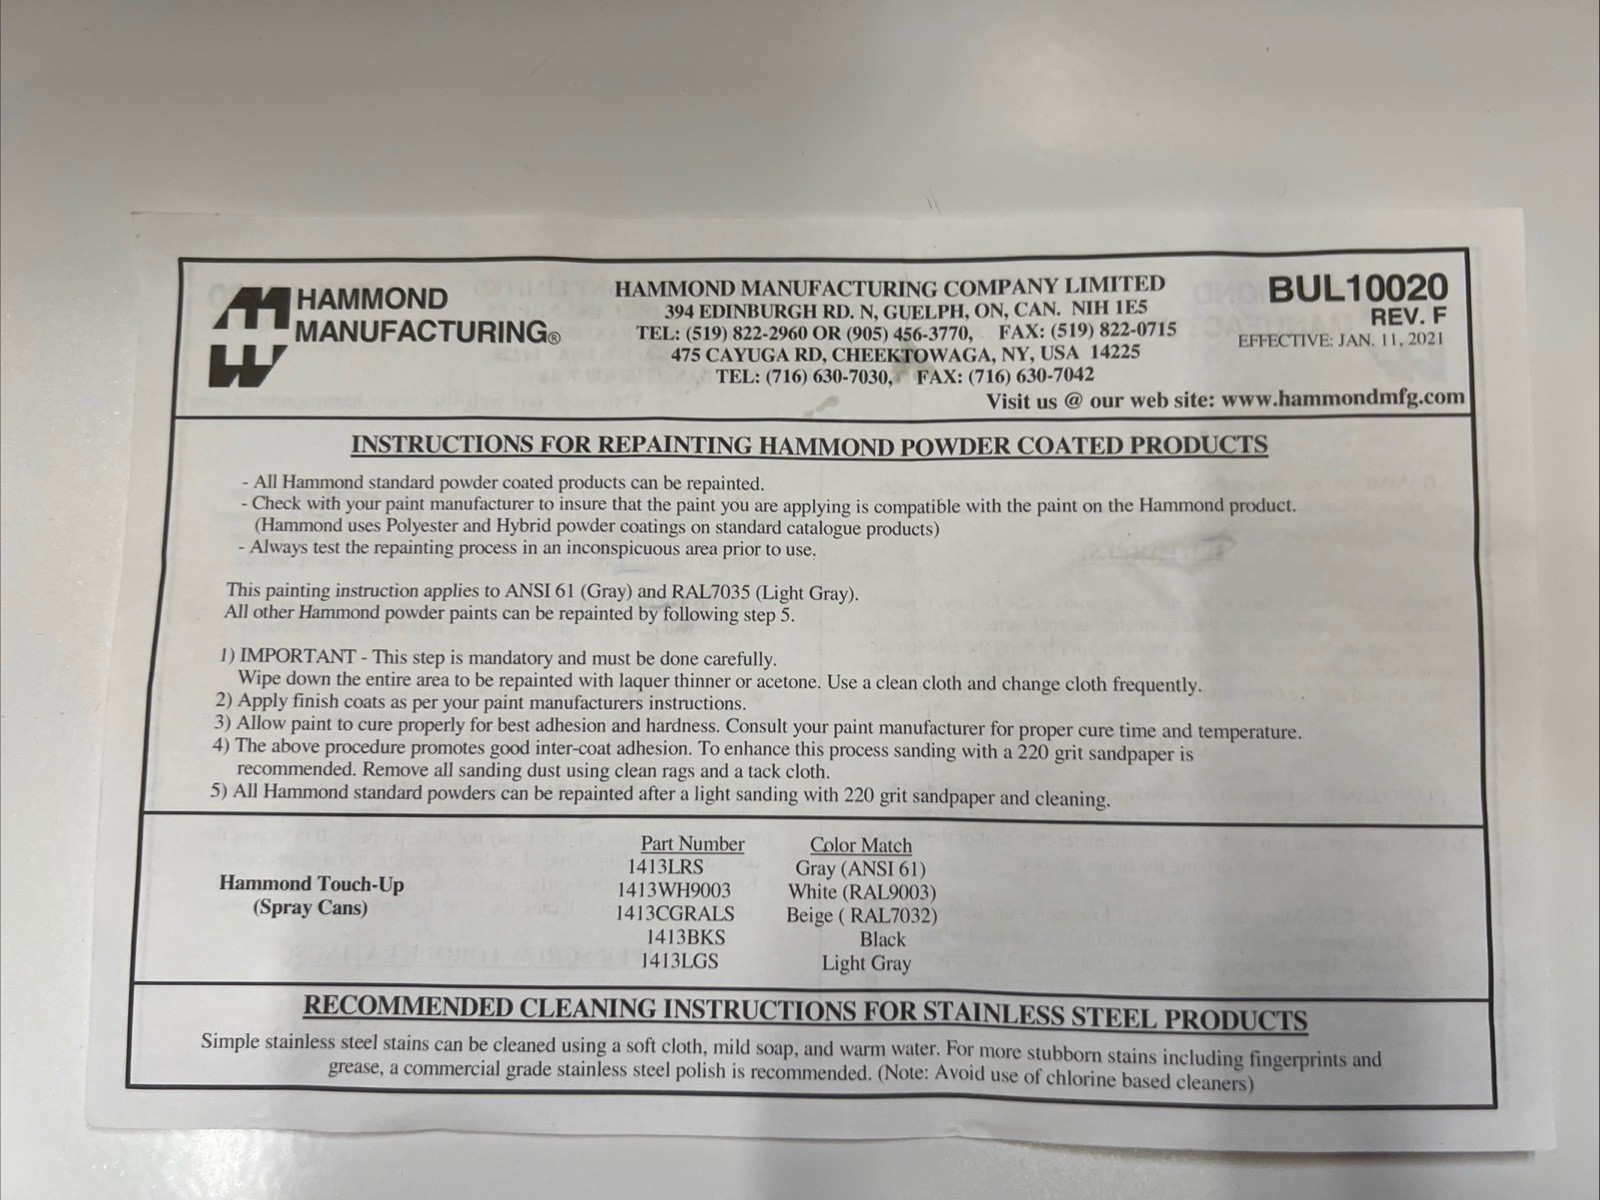 HAMMOND
MANUFACTURING®
HAMMOND MANUFACTURING COMPANY LIMITED
394 EDINBURGH RD. N, GUELPH, ON, CAN. NIH 1E5
TEL: (519) 822-2960 OR (905) 456-3770, FAX: (519) 822-0715
475 CAYUGA RD, CHEEKTOWAGA, NY, USA 14225
TEL: (716) 630-7030, FAX: (716) 630-7042
BUL10020
REV. F
EFFECTIVE: JAN. 11, 2021
Visit us @ our web site: www.hammondmfg.com
INSTRUCTIONS FOR REPAINTING HAMMOND POWDER COATED PRODUCTS
- All Hammond standard powder coated products can be repainted.
- Check with your paint manufacturer to insure that the paint you are applying is compatible with the paint on the Hammond product.
(Hammond uses Polyester and Hybrid powder coatings on standard catalogue products)
- Always test the repainting process in an inconspicuous area prior to use.
This painting instruction applies to ANSI 61 (Gray) and RAL7035 (Light Gray).
All other Hammond powder paints can be repainted by following step 5.
1) IMPORTANT - This step is mandatory and must be done carefully.
Wipe down the entire area to be repainted with laquer thinner or acetone. Use a clean cloth and change cloth frequently.
2) Apply finish coats as per your paint manufacturers instructions.
3) Allow paint to cure properly for best adhesion and hardness. Consult your paint manufacturer for proper cure time and temperature.
4) The above procedure promotes good inter-coat adhesion. To enhance this process sanding with a 220 grit sandpaper is
recommended. Remove all sanding dust using clean rags and a tack cloth.
5) All Hammond standard powders can be repainted after a light sanding with 220 grit sandpaper and cleaning.
Hammond Touch-Up
(Spray Cans)
Part Number Color Match
1413LRS Gray (ANSI 61)
1413WH9003 White (RAL9003)
1413CGRALS Beige ( RAL7032)
1413BKS Black
1413LGS Light Gray
RECOMMENDED CLEANING INSTRUCTIONS FOR STAINLESS STEEL PRODUCTS
Simple stainless steel stains can be cleaned using a soft cloth, mild soap, and warm water. For more stubborn stains including fingerprints and
grease, a commercial grade stainless steel polish is recommended. (Note: Avoid use of chlorine based cleaners)